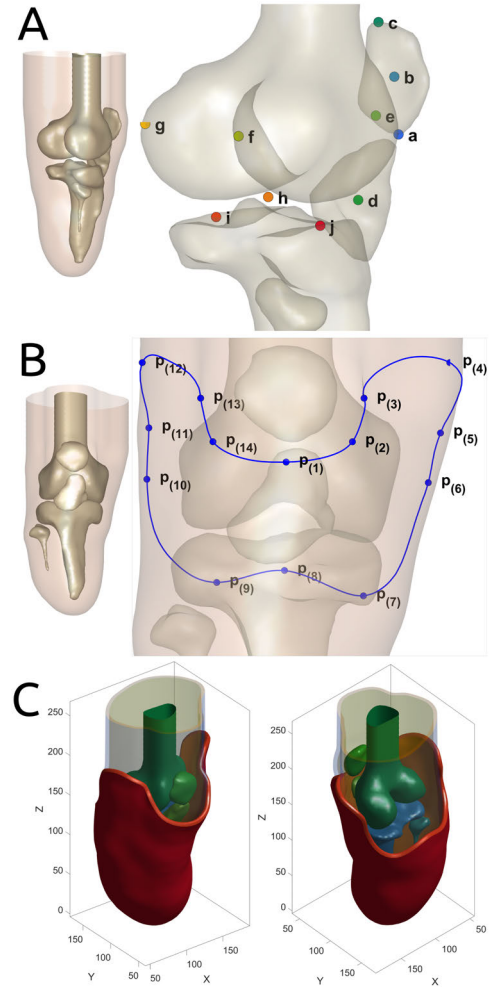 A
c
b
g
e
a
f
h
d
i
j
B
p(12)
p(4)
p(13)
p(3)
p(11)
p(5)
p(14)
p(2)
p(1)
p(10)
p(6)
p(8)
p(9)
p(7)
C
250
200
150
100
50
0
Z
150
100
50
Y
50
100
150
X
250
200
150
100
50
0
Z
50
100
150
Y
150
100
50
X